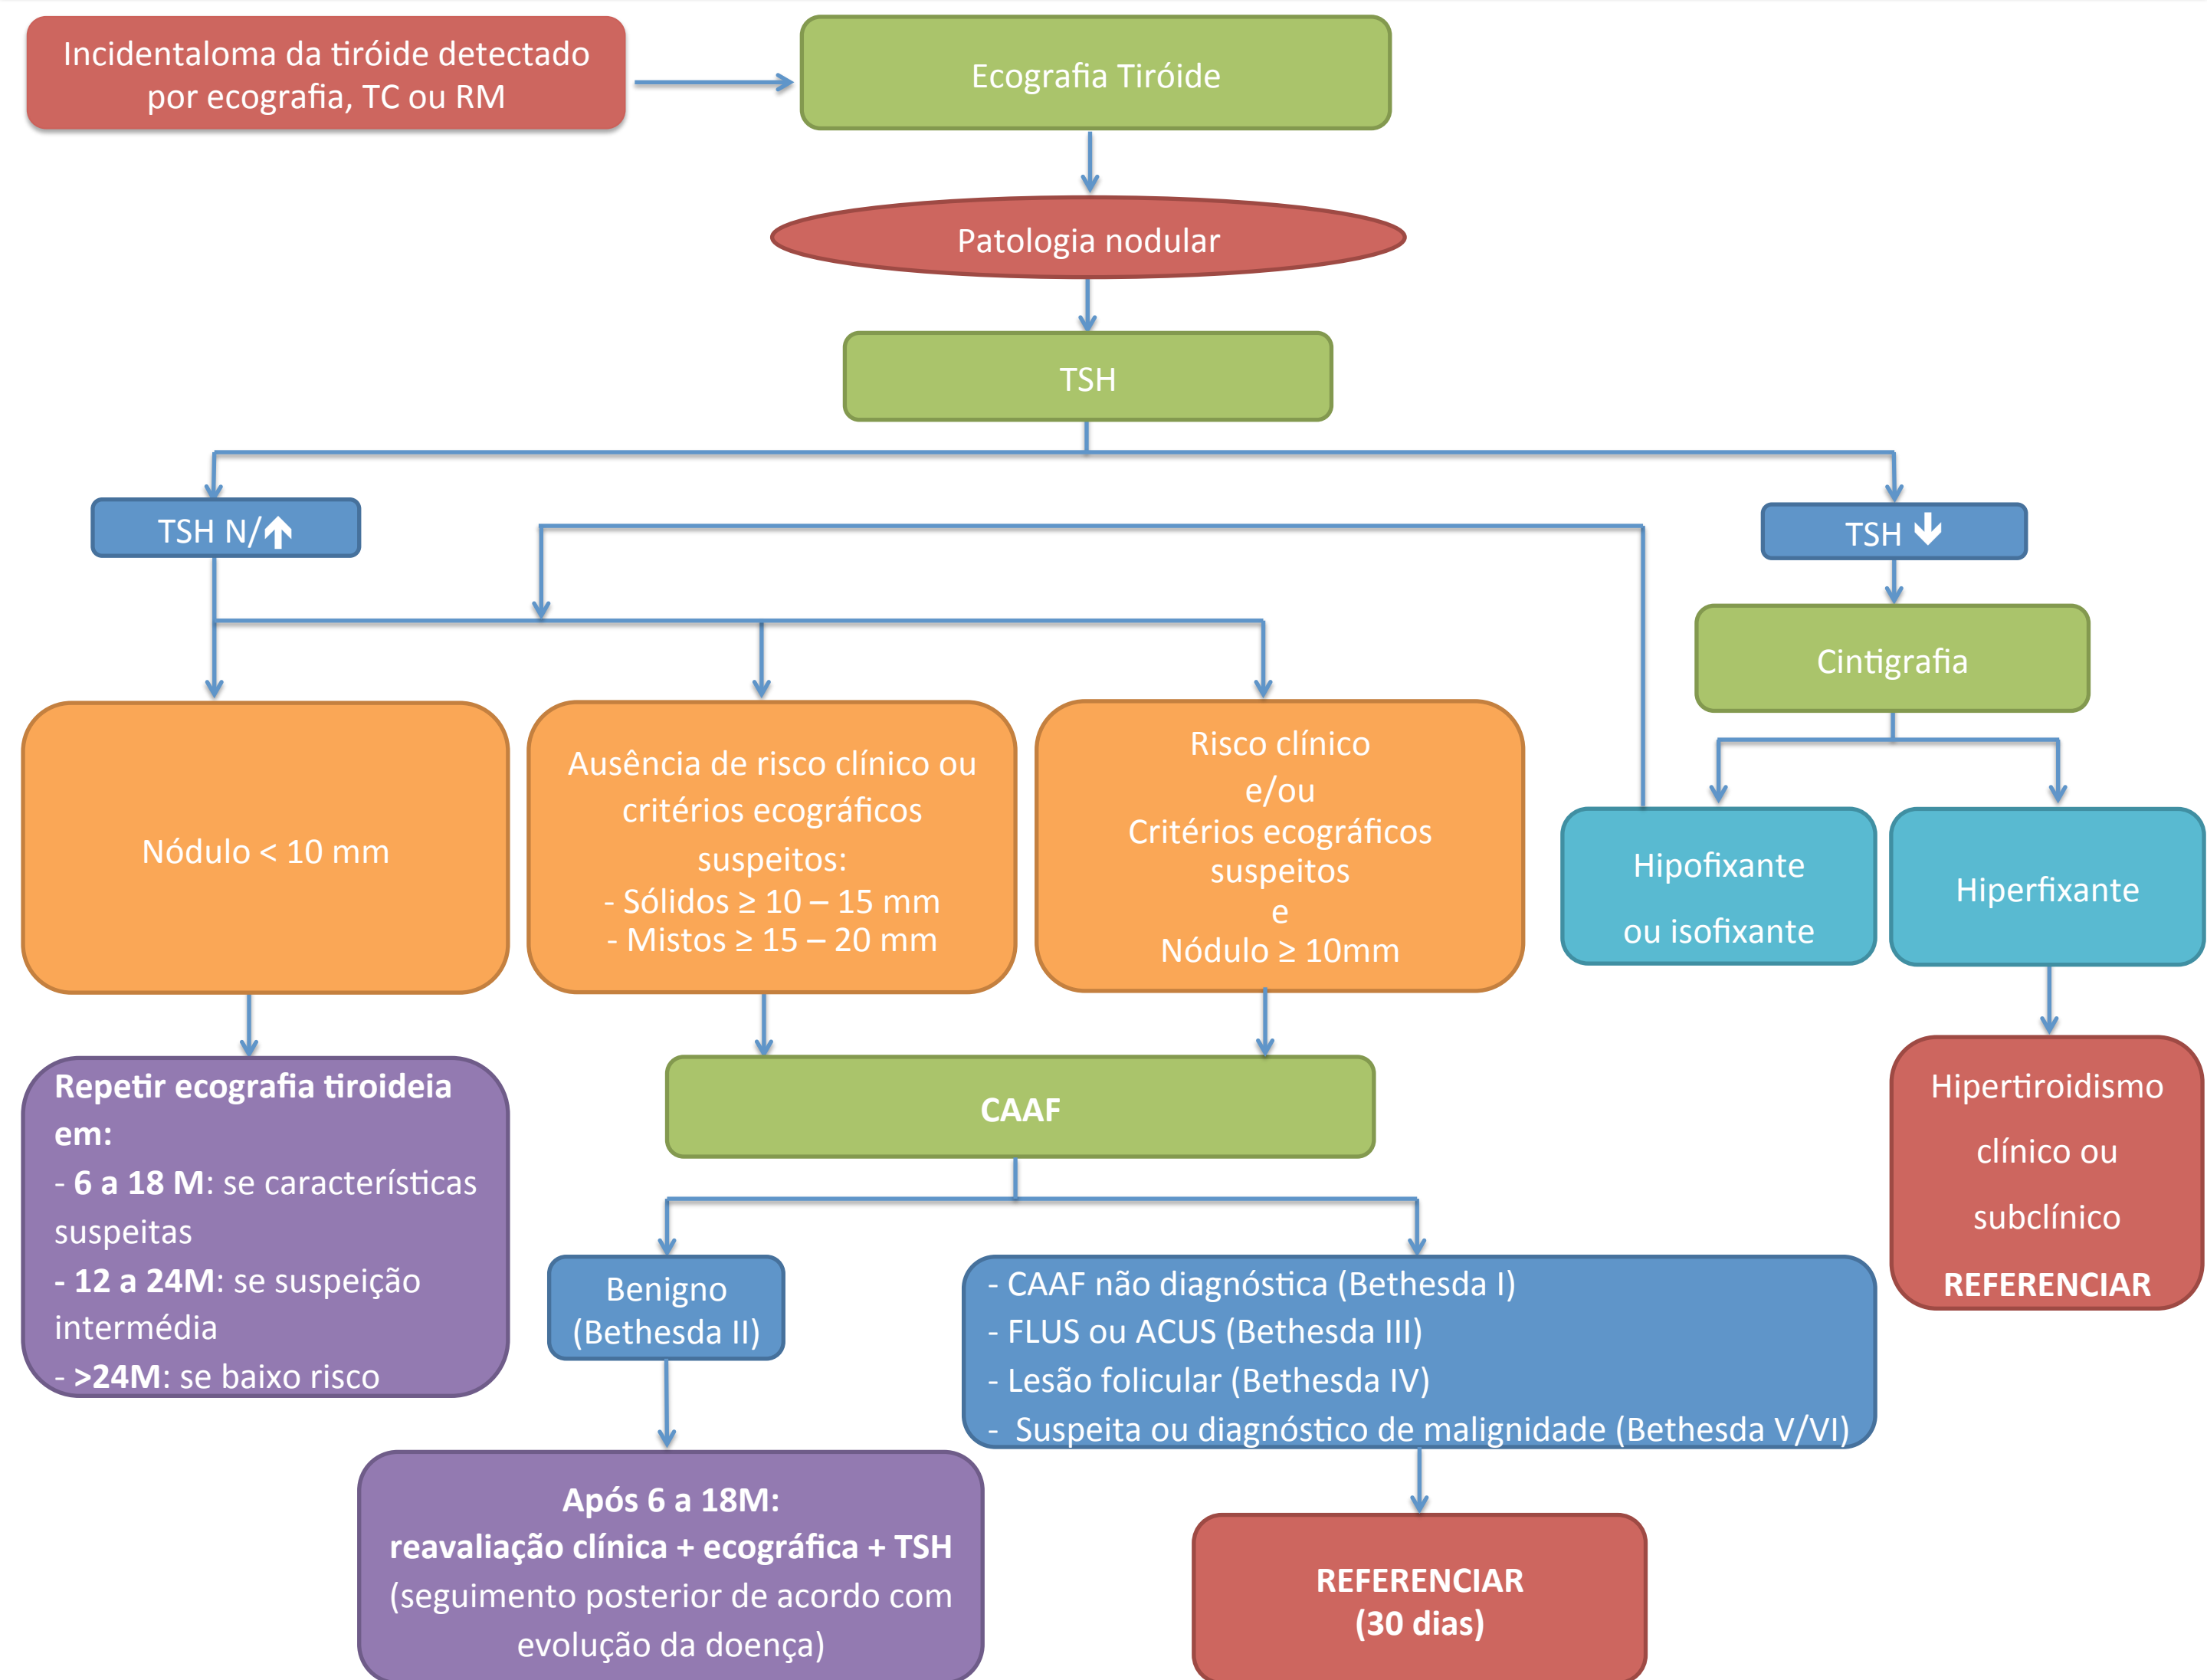 Incidentaloma da tiróide detectado
por ecografia, TC ou RM
Ecografia Tiróide
Patologia nodular
TSH
TSH N/↑
TSH ↓
Cintigrafia
Nódulo < 10 mm
Ausência de risco clínico ou
critérios ecográficos
suspeitos:
- Sólidos ≥ 10 – 15 mm
- Mistos ≥ 15 – 20 mm
Risco clínico
e/ou
Critérios ecográficos
suspeitos
e
Nódulo ≥ 10mm
Hipofixante
ou isofixante
Hiperfixante
Repetir ecografia tiroideia
em:
- 6 a 18 M: se características
suspeitas
- 12 a 24M: se suspeição
intermédia
- >24M: se baixo risco
CAAF
Hipertiroidismo
clínico ou
subclínico
REFERENCIAR
Benigno
(Bethesda II)
- CAAF não diagnóstica (Bethesda I)
- FLUS ou ACUS (Bethesda III)
- Lesão folicular (Bethesda IV)
- Suspeita ou diagnóstico de malignidade (Bethesda V/VI)
Após 6 a 18M:
reavaliação clínica + ecográfica + TSH
(seguimento posterior de acordo com
evolução da doença)
REFERENCIAR
(30 dias)